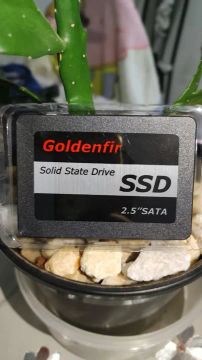 Goldenfir
Solid State Drive
SSD
2.5"SATA